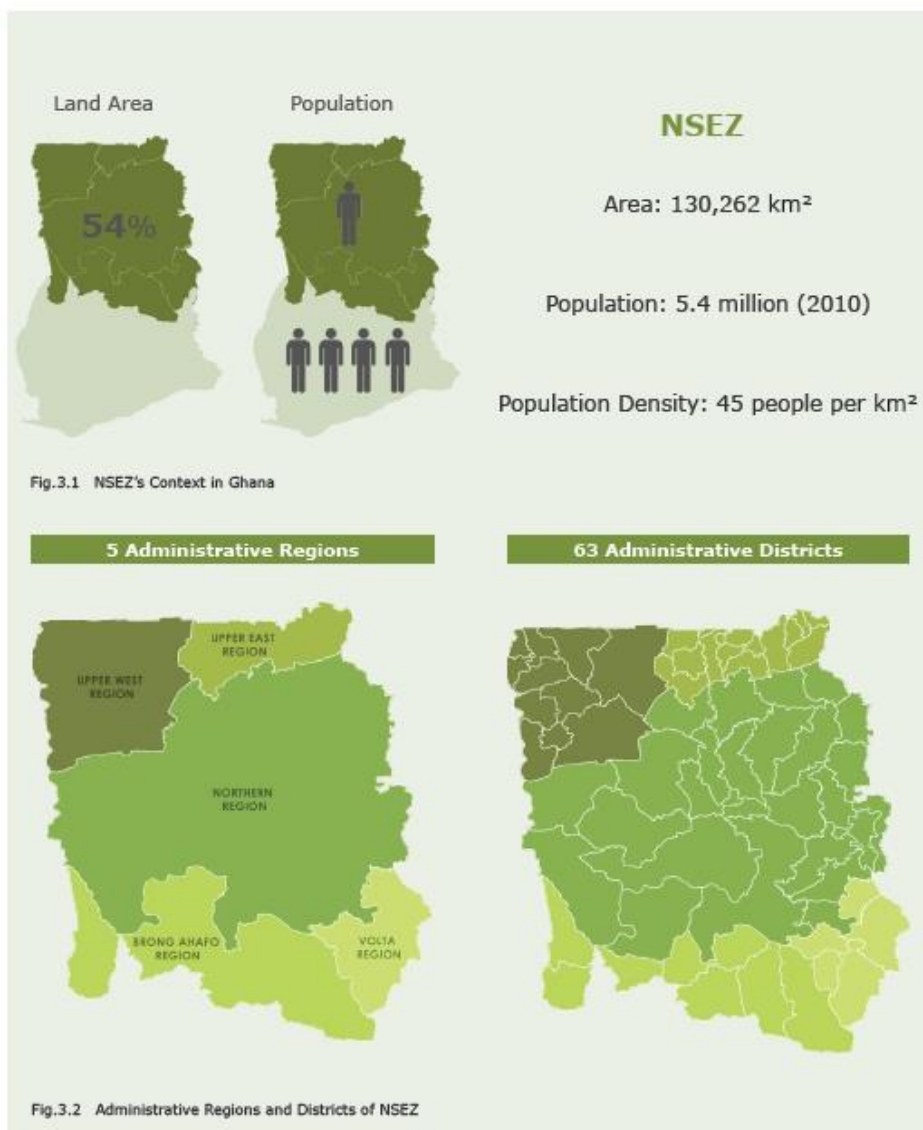 Land Area
Population
54%
NSEZ
Area: 130,262 km²
Population: 5.4 million (2010)
Population Density: 45 people per km²
Fig.3.1 NSEZ's Context in Ghana
5 Administrative Regions
63 Administrative Districts
UPPER EAST
REGION
UPPER WEST
REGION
NORTHERN
REGION
BRONG AHAFO
REGION
VOLTA
REGION
Fig.3.2 Administrative Regions and Districts of NSEZ